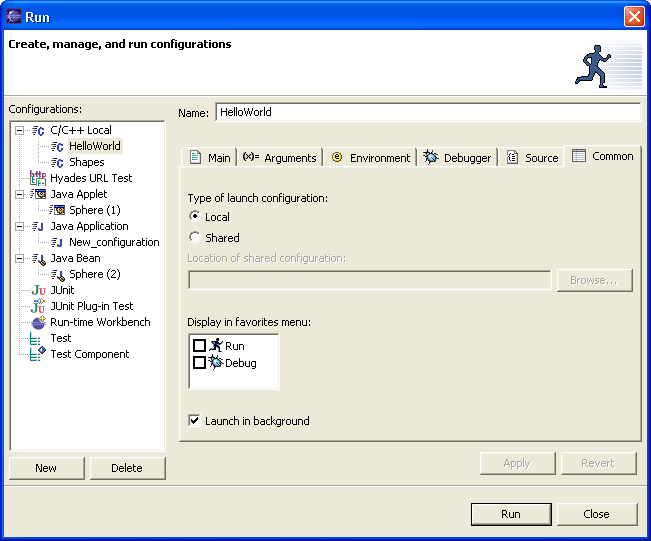 Run
Create, manage, and run configurations
Configurations:
C/C++ Local
HelloWorld
Shapes
Hyades URL Test
Java Applet
Sphere (1)
Java Application
New_configuration
Java Bean
Sphere (2)
JUnit
JUnit Plug-in Test
Run-time Workbench
Test
Test Component
New Delete
Name: HelloWorld
Main (x)= Arguments Environment Debugger Source Common
Type of launch configuration:
Local
Shared
Location of shared configuration:
Browse...
Display in favorites menu:
Run
Debug
Launch in background
Apply Revert
Run Close